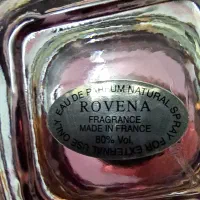 EAU DE PARFUM NATURAL SPRAY FOR EXTERNAL USE ONLY
ROVENA
FRAGRANCE
MADE IN FRANCE
80% Vol.